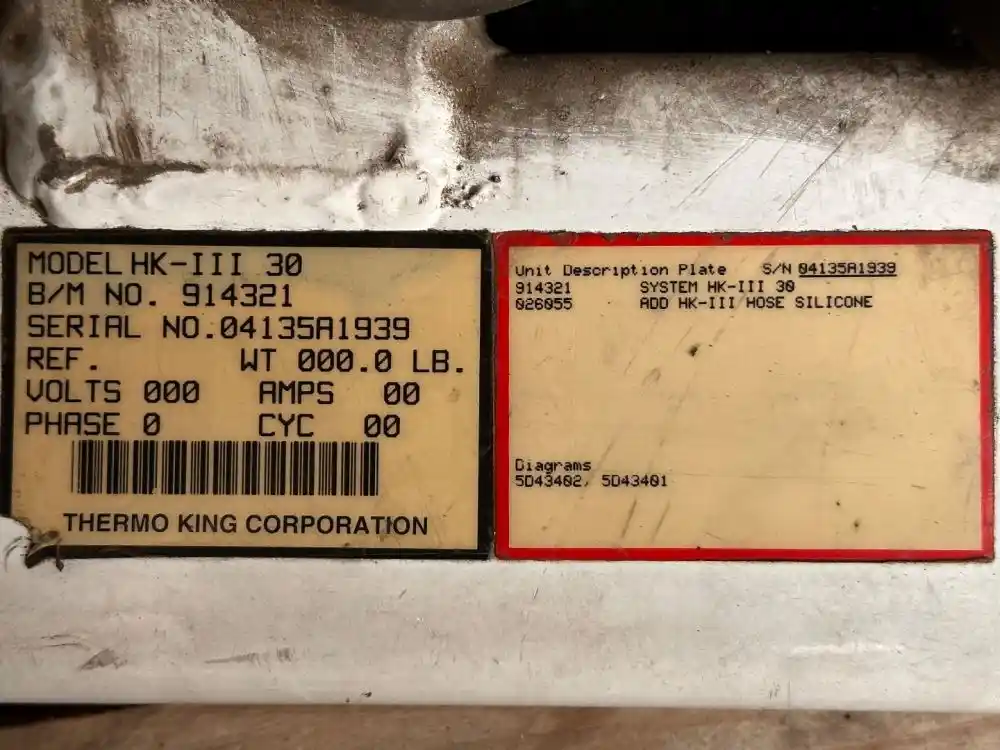 MODEL HK-III 30
B/M NO. 914321
SERIAL NO.04135A1939
REF. WT 000.0 LB.
VOLTS 000 AMPS 00
PHASE 0 CYC 00
THERMO KING CORPORATION
Unit Description Plate S/N 04135A1939
914321 SYSTEM HK-III 30
026055 ADD HK-III HOSE SILICONE
Diagrams
5D43402, 5D43401